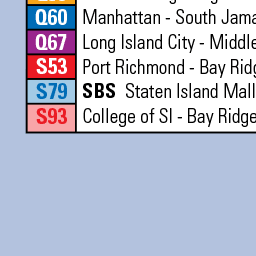 Q60 Manhattan - South Jama
Q67 Long Island City - Middle
S53 Port Richmond - Bay Ridg
S79 SBS Staten Island Mall
S93 College of SI - Bay Ridge